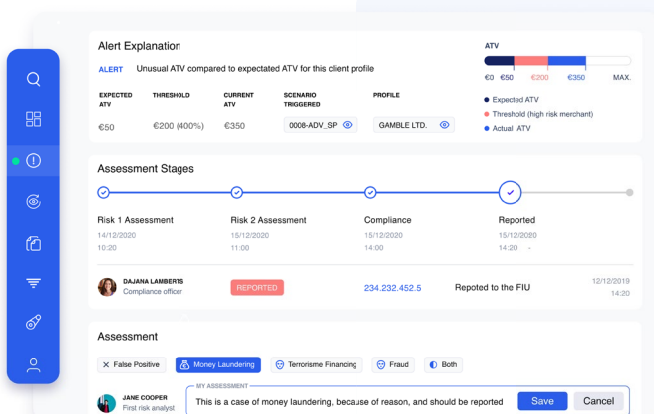 Alert Explanation
ALERT Unusual ATV compared to expectated ATV for this client profile
EXPECTED ATV THRESHOLD CURRENT ATV SCENARIO TRIGGERED PROFILE
€50 €200 (400%) €350 0008-ADV_SP GAMBLE LTD.
ATV
€0 €50 €200 €350 MAX.
Expected ATV
Threshold (high risk merchant)
Actual ATV
Assessment Stages
Risk 1 Assessment Risk 2 Assessment Compliance Reported
14/12/2020 15/12/2020 15/12/2020 15/12/2020
10:20 11:00 14:00 14:20 -
DAJANA LAMBERTS
Compliance officer
REPORTED 234.232.452.5 Repoted to the FIU
12/12/2019
14:20
Assessment
False Positive Money Laundering Terrorisme Financing Fraud Both
JANE COOPER
First risk analyst
MY ASSESSMENT
This is a case of money laundering, because of reason, and should be reported
Save Cancel